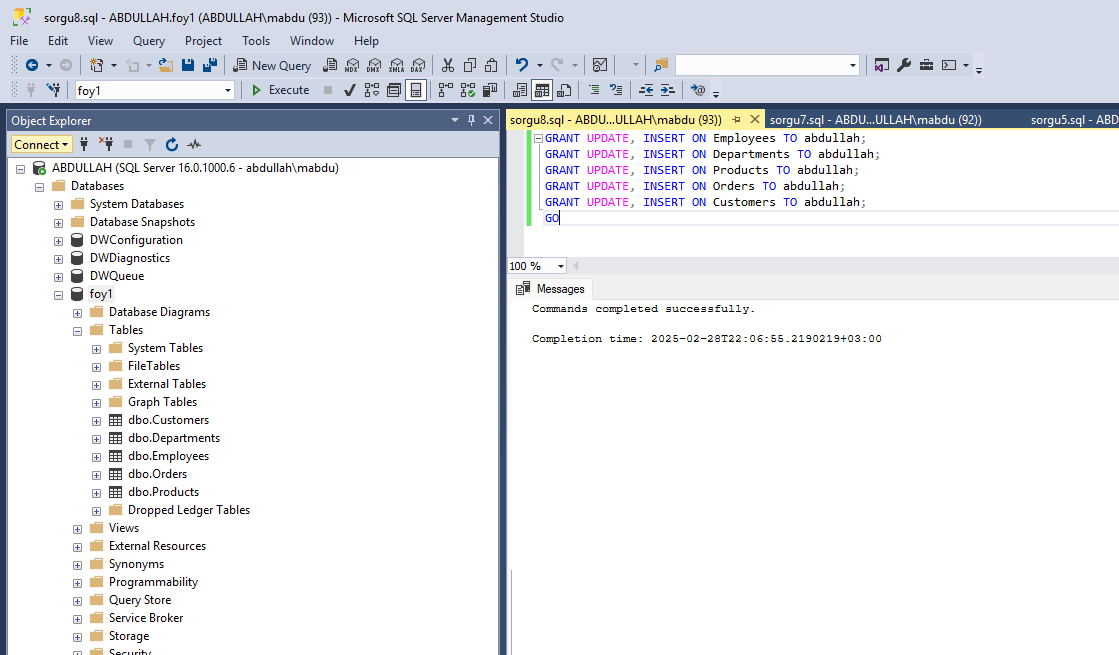 sorgu8.sql - ABDULLAH.foy1 (ABDULLAH\mabdu (93)) - Microsoft SQL Server Management Studio
File Edit View Query Project Tools Window Help
New Query MDX DMX XMLA DAX
foy1 Execute
Object Explorer
Connect
ABDULLAH (SQL Server 16.0.1000.6 - abdullah\mabdu)
Databases
System Databases
Database Snapshots
DWConfiguration
DWDiagnostics
DWQueue
foy1
Database Diagrams
Tables
System Tables
FileTables
External Tables
Graph Tables
dbo.Customers
dbo.Departments
dbo.Employees
dbo.Orders
dbo.Products
Dropped Ledger Tables
Views
External Resources
Synonyms
Programmability
Query Store
Service Broker
Storage
Security
sorgu8.sql - ABDU...ULLAH\mabdu (93)) sorgu7.sql - ABDU...ULLAH\mabdu (92)) sorgu5.sql - ABD
GRANT UPDATE, INSERT ON Employees TO abdullah;
GRANT UPDATE, INSERT ON Departments TO abdullah;
GRANT UPDATE, INSERT ON Products TO abdullah;
GRANT UPDATE, INSERT ON Orders TO abdullah;
GRANT UPDATE, INSERT ON Customers TO abdullah;
GO
100 %
Messages
Commands completed successfully.
Completion time: 2025-02-28T22:06:55.2190219+03:00